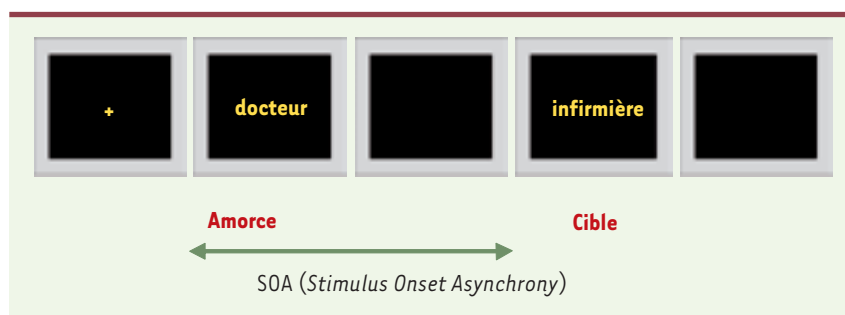 +
docteur
infirmière
Amorce
Cible
SOA (Stimulus Onset Asynchrony)